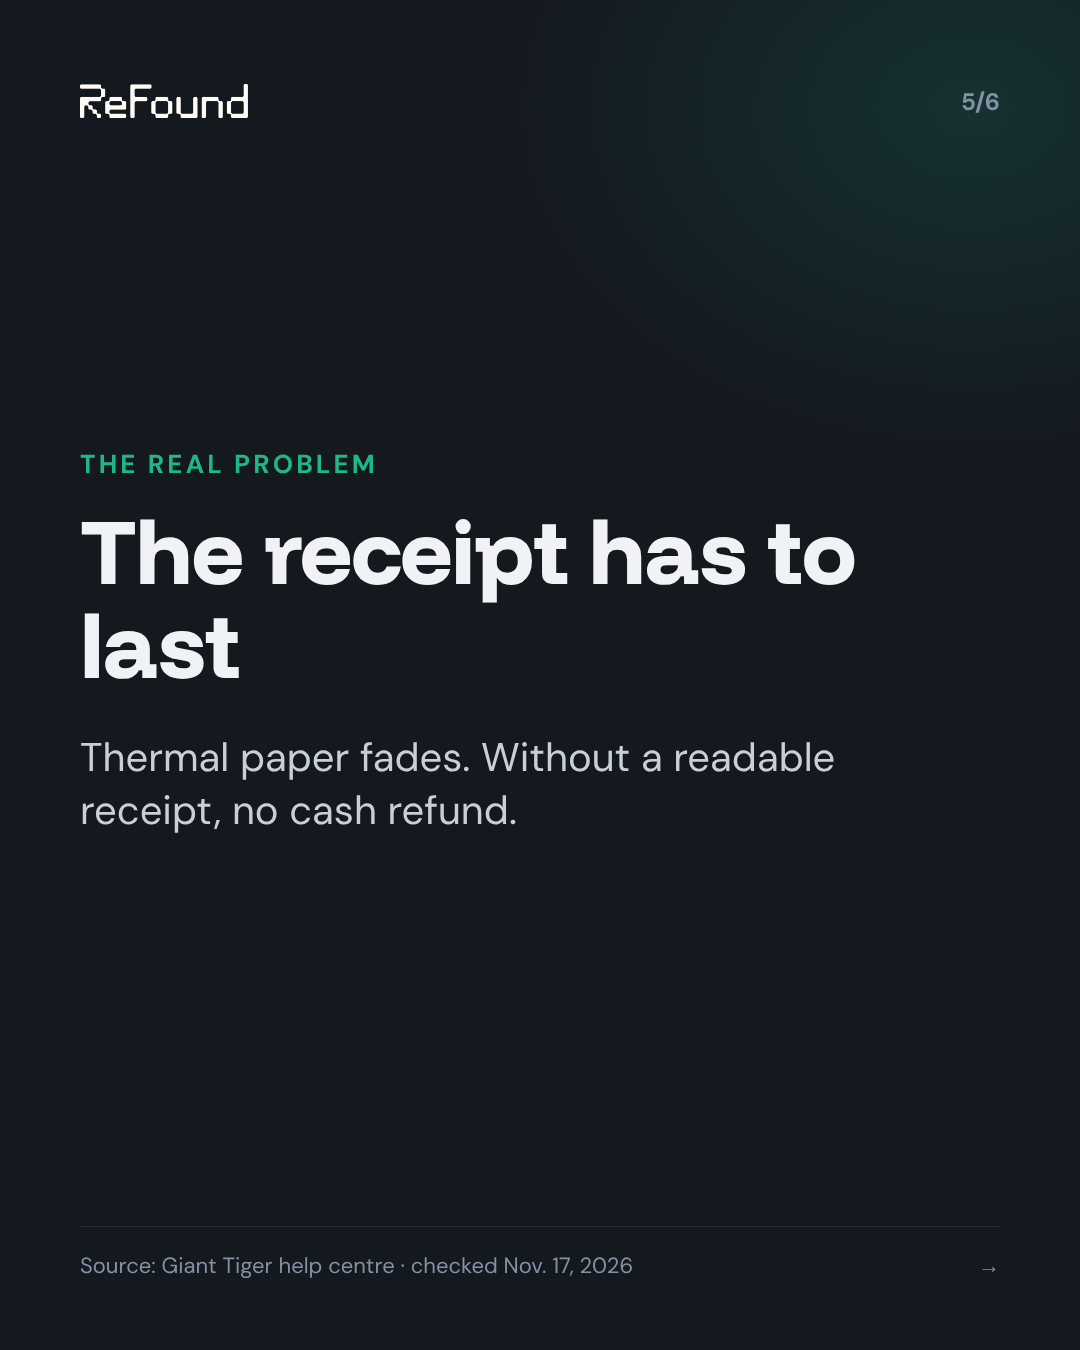 ReFound
5/6
THE REAL PROBLEM
The receipt has to
last
Thermal paper fades. Without a readable
receipt, no cash refund.
Source: Giant Tiger help centre · checked Nov. 17, 2026
→